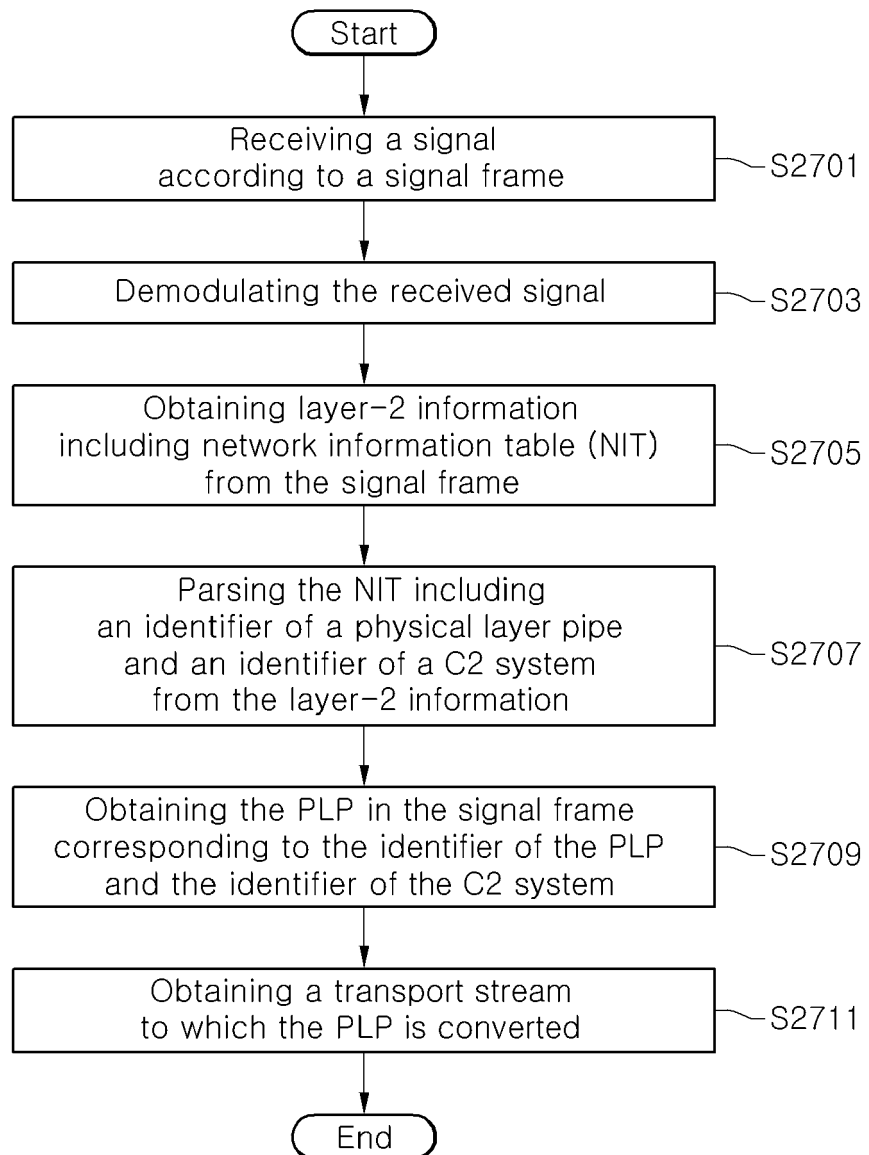 Start
Receiving a signal
according to a signal frame
S2701
Demodulating the received signal
S2703
Obtaining layer-2 information
including network information table (NIT)
from the signal frame
S2705
Parsing the NIT including
an identifier of a physical layer pipe
and an identifier of a C2 system
from the layer-2 information
S2707
Obtaining the PLP in the signal frame
corresponding to the identifier of the PLP
and the identifier of the C2 system
S2709
Obtaining a transport stream
to which the PLP is converted
S2711
End